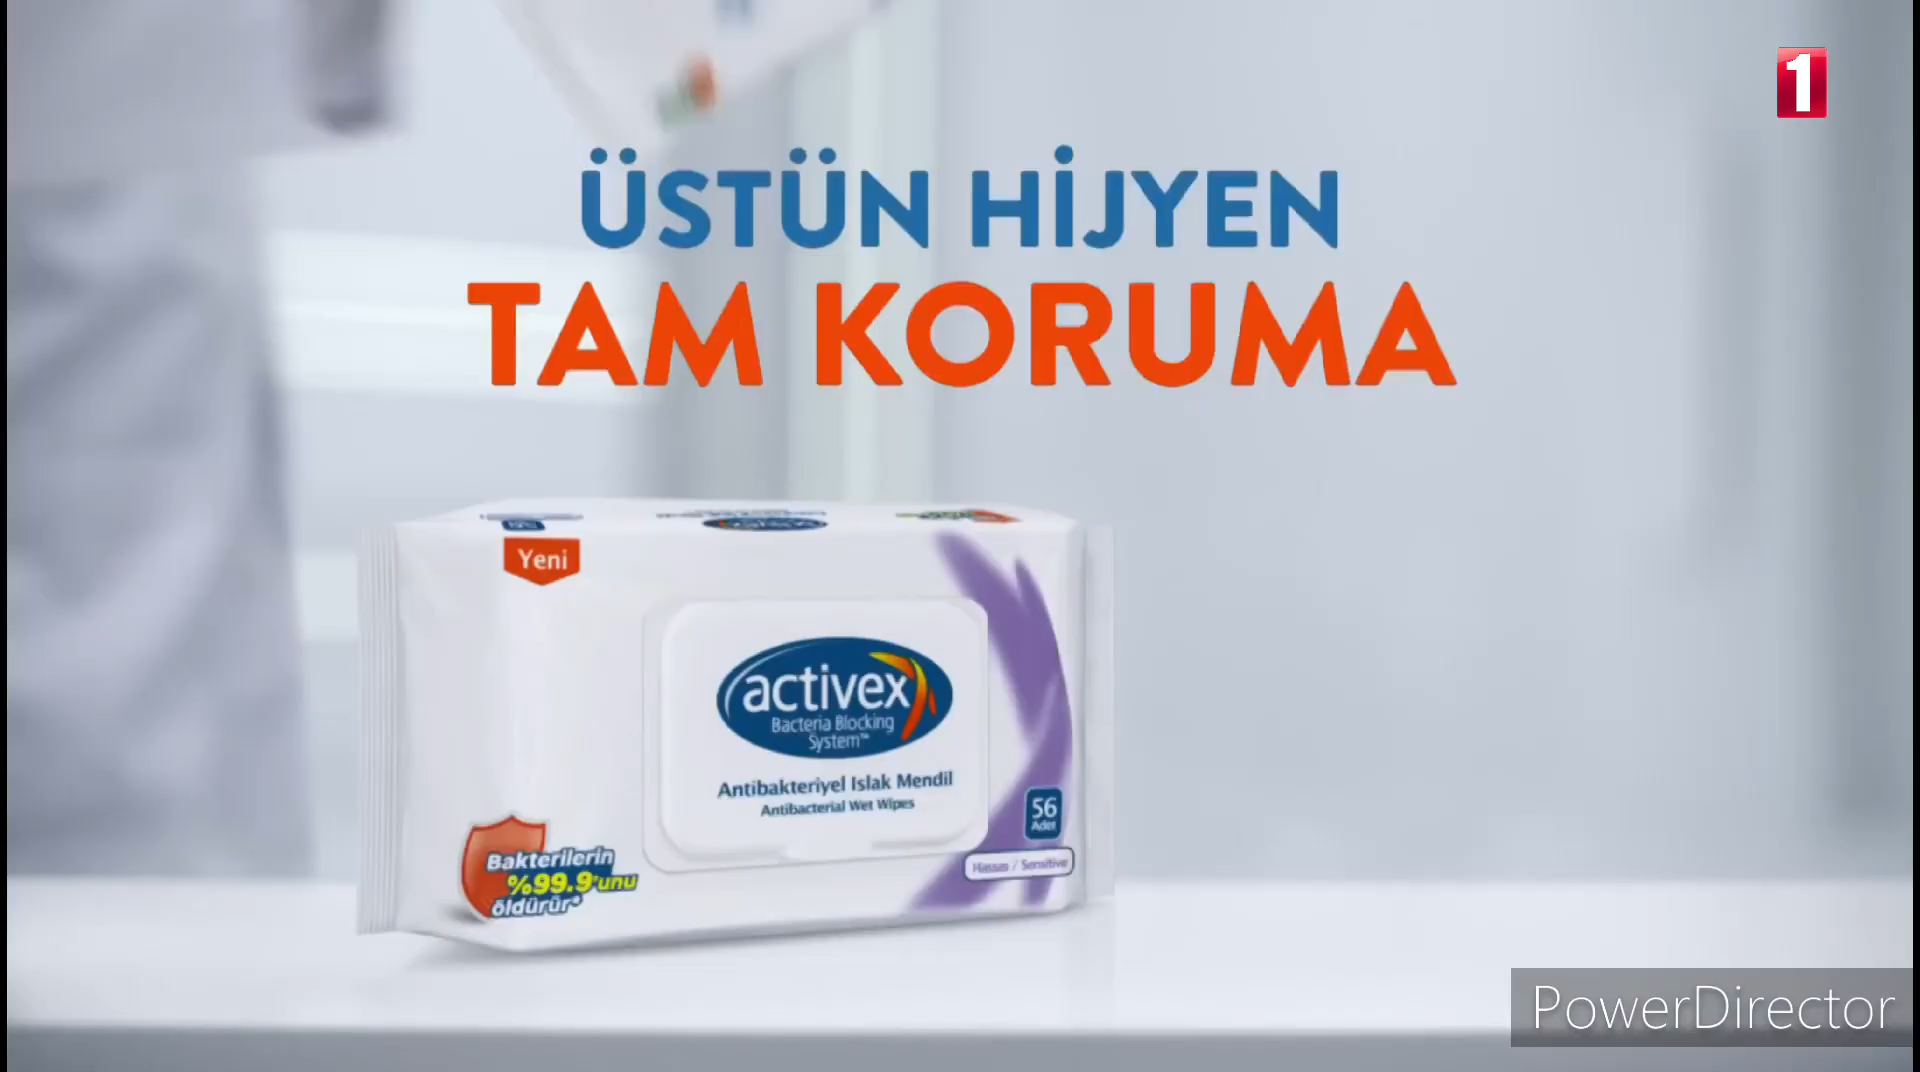 1
ÜSTÜN HİJYEN
TAM KORUMA
Yeni
activex
Bacteria Blocking
System™
Antibakteriyel Islak Mendil
Antibacterial Wet Wipes
56
Adet
Hassas / Sensitive
Bakterilerin
%99.9'unu
öldürür*
PowerDirector